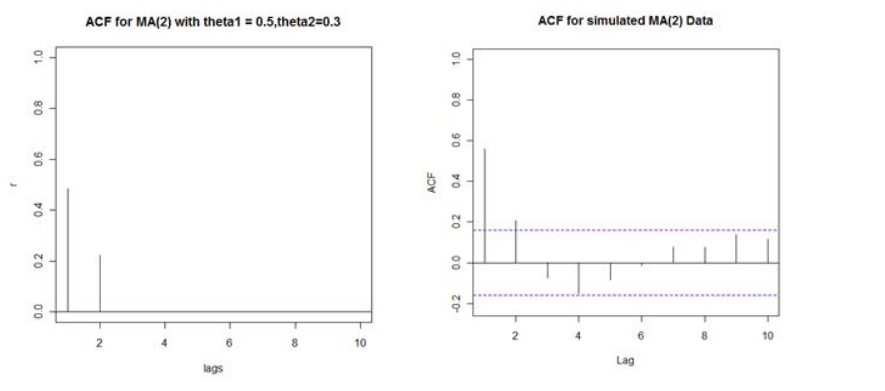 ACF for MA(2) with theta1 = 0.5,theta2=0.3
1.0
0.8
0.6
0.4
0.2
0.0
r
2 4 6 8 10
lags
ACF for simulated MA(2) Data
1.0
0.8
0.6
0.4
0.2
0.0
-0.2
ACF
2 4 6 8 10
Lag